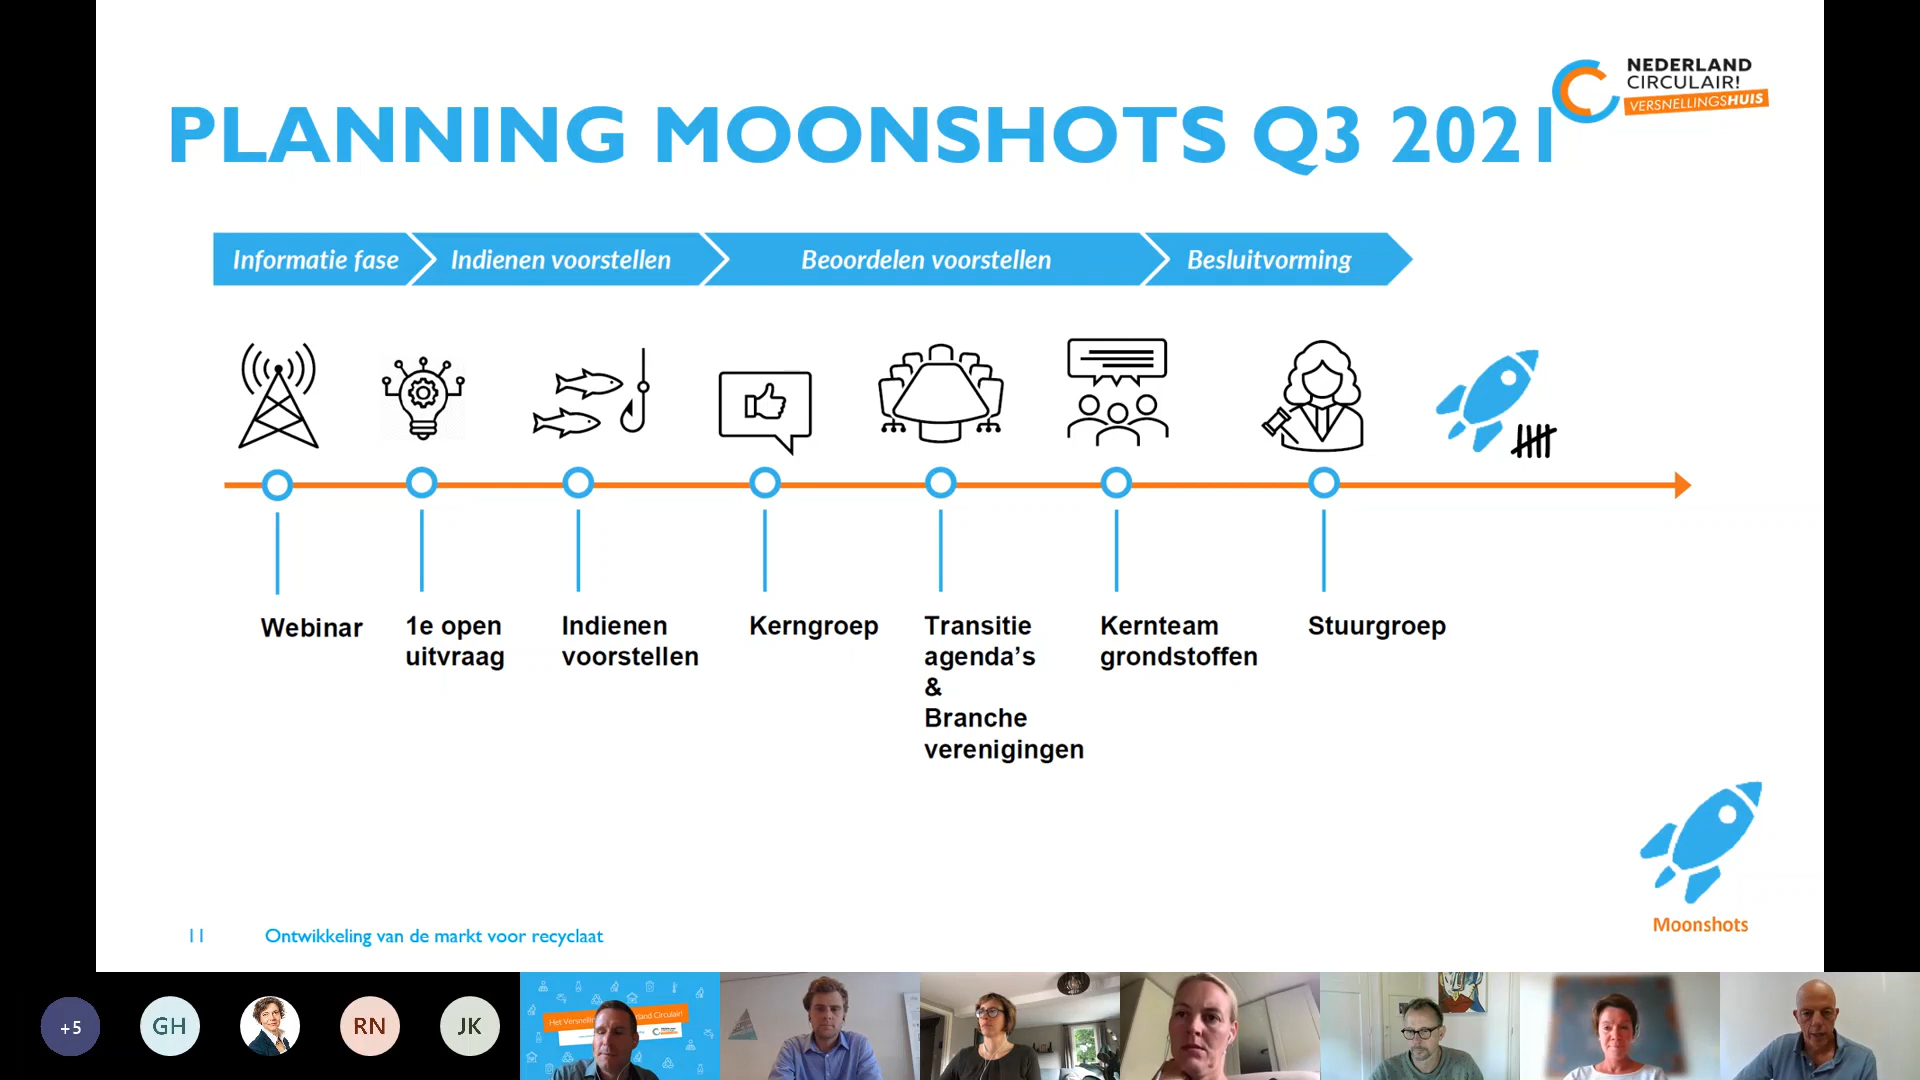 NEDERLAND
CIRCULAIR!
VERSNELLINGSHUIS
PLANNING MOONSHOTS Q3 2021
Informatie fase
Indienen voorstellen
Beoordelen voorstellen
Besluitvorming
Webinar
1e open
uitvraag
Indienen
voorstellen
Kerngroep
Transitie
agenda’s
&
Branche
verenigingen
Kernteam
grondstoffen
Stuurgroep
Moonshots
11
Ontwikkeling van de markt voor recyclaat
+5
GH
RN
JK
Het
Circulair!